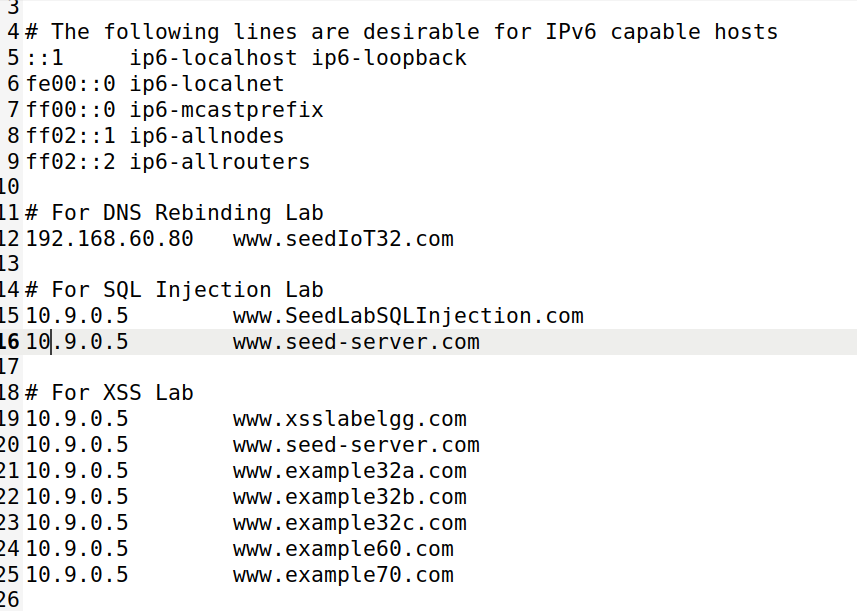 3
4 # The following lines are desirable for IPv6 capable hosts
5 ::1     ip6-localhost ip6-loopback
6 fe00::0 ip6-localnet
7 ff00::0 ip6-mcastprefix
8 ff02::1 ip6-allnodes
9 ff02::2 ip6-allrouters
10
11 # For DNS Rebinding Lab
12 192.168.60.80   www.seedIoT32.com
13
14 # For SQL Injection Lab
15 10.9.0.5        www.SeedLabSQLInjection.com
16 10.9.0.5        www.seed-server.com
17
18 # For XSS Lab
19 10.9.0.5        www.xsslabelgg.com
20 10.9.0.5        www.seed-server.com
21 10.9.0.5        www.example32a.com
22 10.9.0.5        www.example32b.com
23 10.9.0.5        www.example32c.com
24 10.9.0.5        www.example60.com
25 10.9.0.5        www.example70.com
26